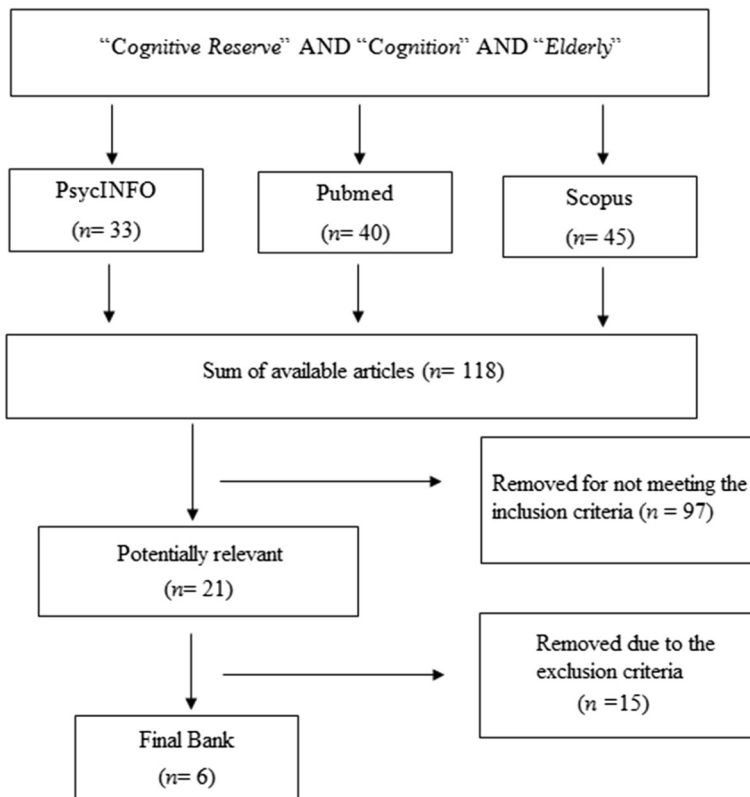 “Cognitive Reserve” AND “Cognition” AND “Elderly”
PsycINFO
(n= 33)
Pubmed
(n= 40)
Scopus
(n= 45)
Sum of available articles (n= 118)
Removed for not meeting the
inclusion criteria (n = 97)
Potentially relevant
(n= 21)
Removed due to the
exclusion criteria
(n =15)
Final Bank
(n= 6)